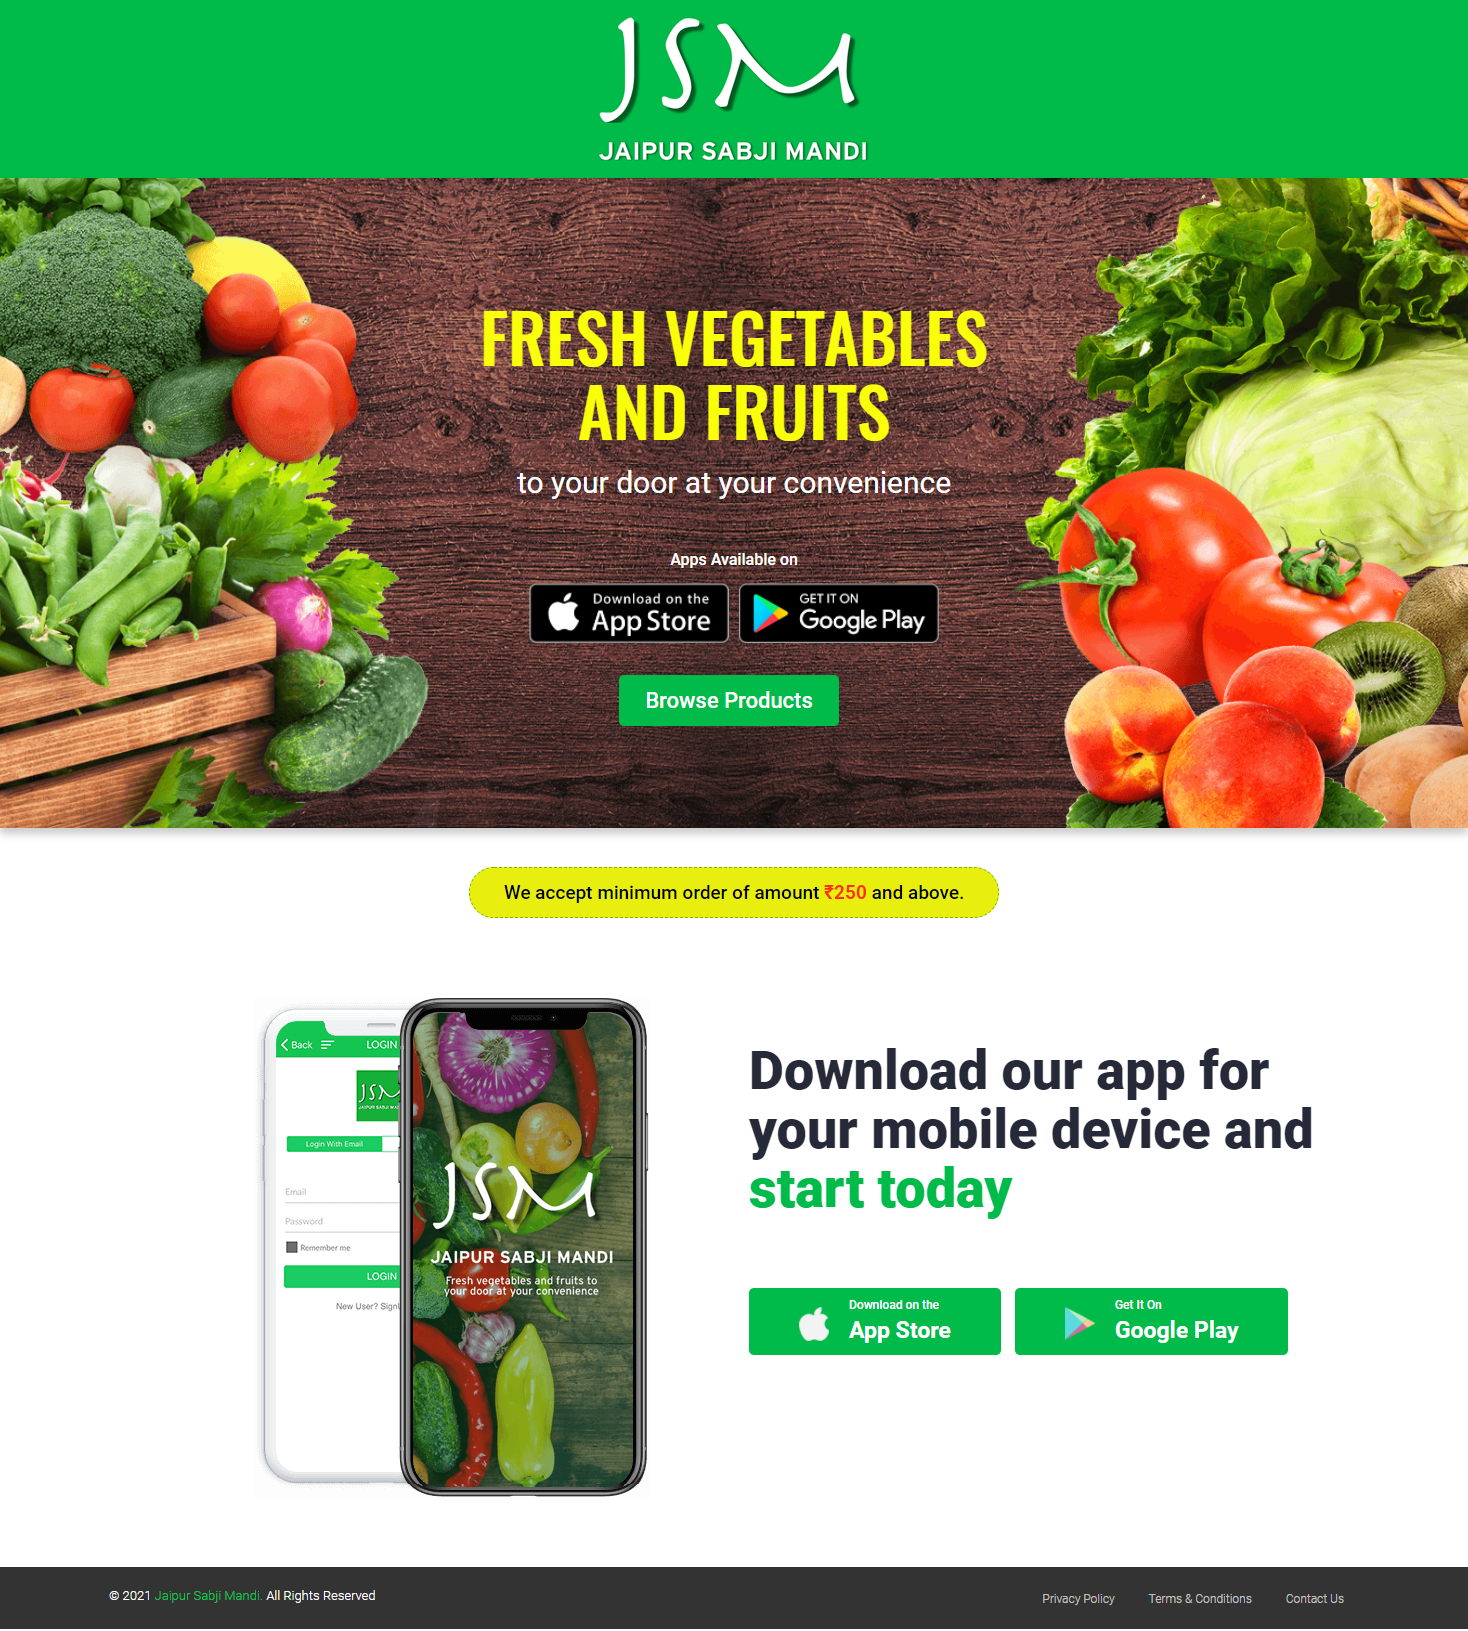 JSM
JAIPUR SABJI MANDI
FRESH VEGETABLES
AND FRUITS
to your door at your convenience
Apps Available on
Download on the
App Store
GET IT ON
Google Play
Browse Products
We accept minimum order of amount ₹250 and above.
Back
LOGIN
JSM
JAIPUR SABJI MAN
Login With Email
Email
Password
Remember me
LOGIN
New User? Sign
JSM
JAIPUR SABJI MANDI
Fresh vegetables and fruits to
your door at your convenience
Download our app for
your mobile device and
start today
Download on the
App Store
Get It On
Google Play
© 2021 Jaipur Sabji Mandi. All Rights Reserved
Privacy Policy
Terms & Conditions
Contact Us